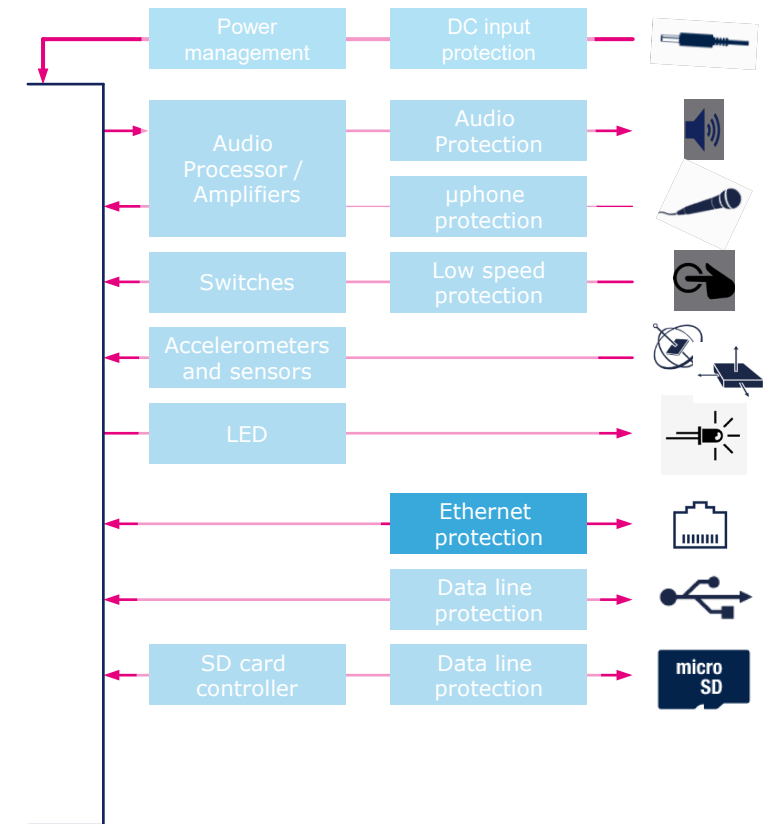 Power
management
DC input
protection
Audio
Processor /
Amplifiers
Audio
Protection
µphone
protection
Switches
Low speed
protection
Accelerometers
and sensors
LED
Ethernet
protection
Data line
protection
SD card
controller
Data line
protection
micro
SD